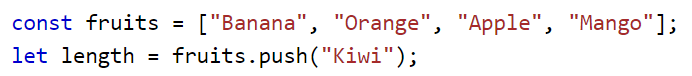 const fruits = ["Banana", "Orange", "Apple", "Mango"];
let length = fruits.push("Kiwi");